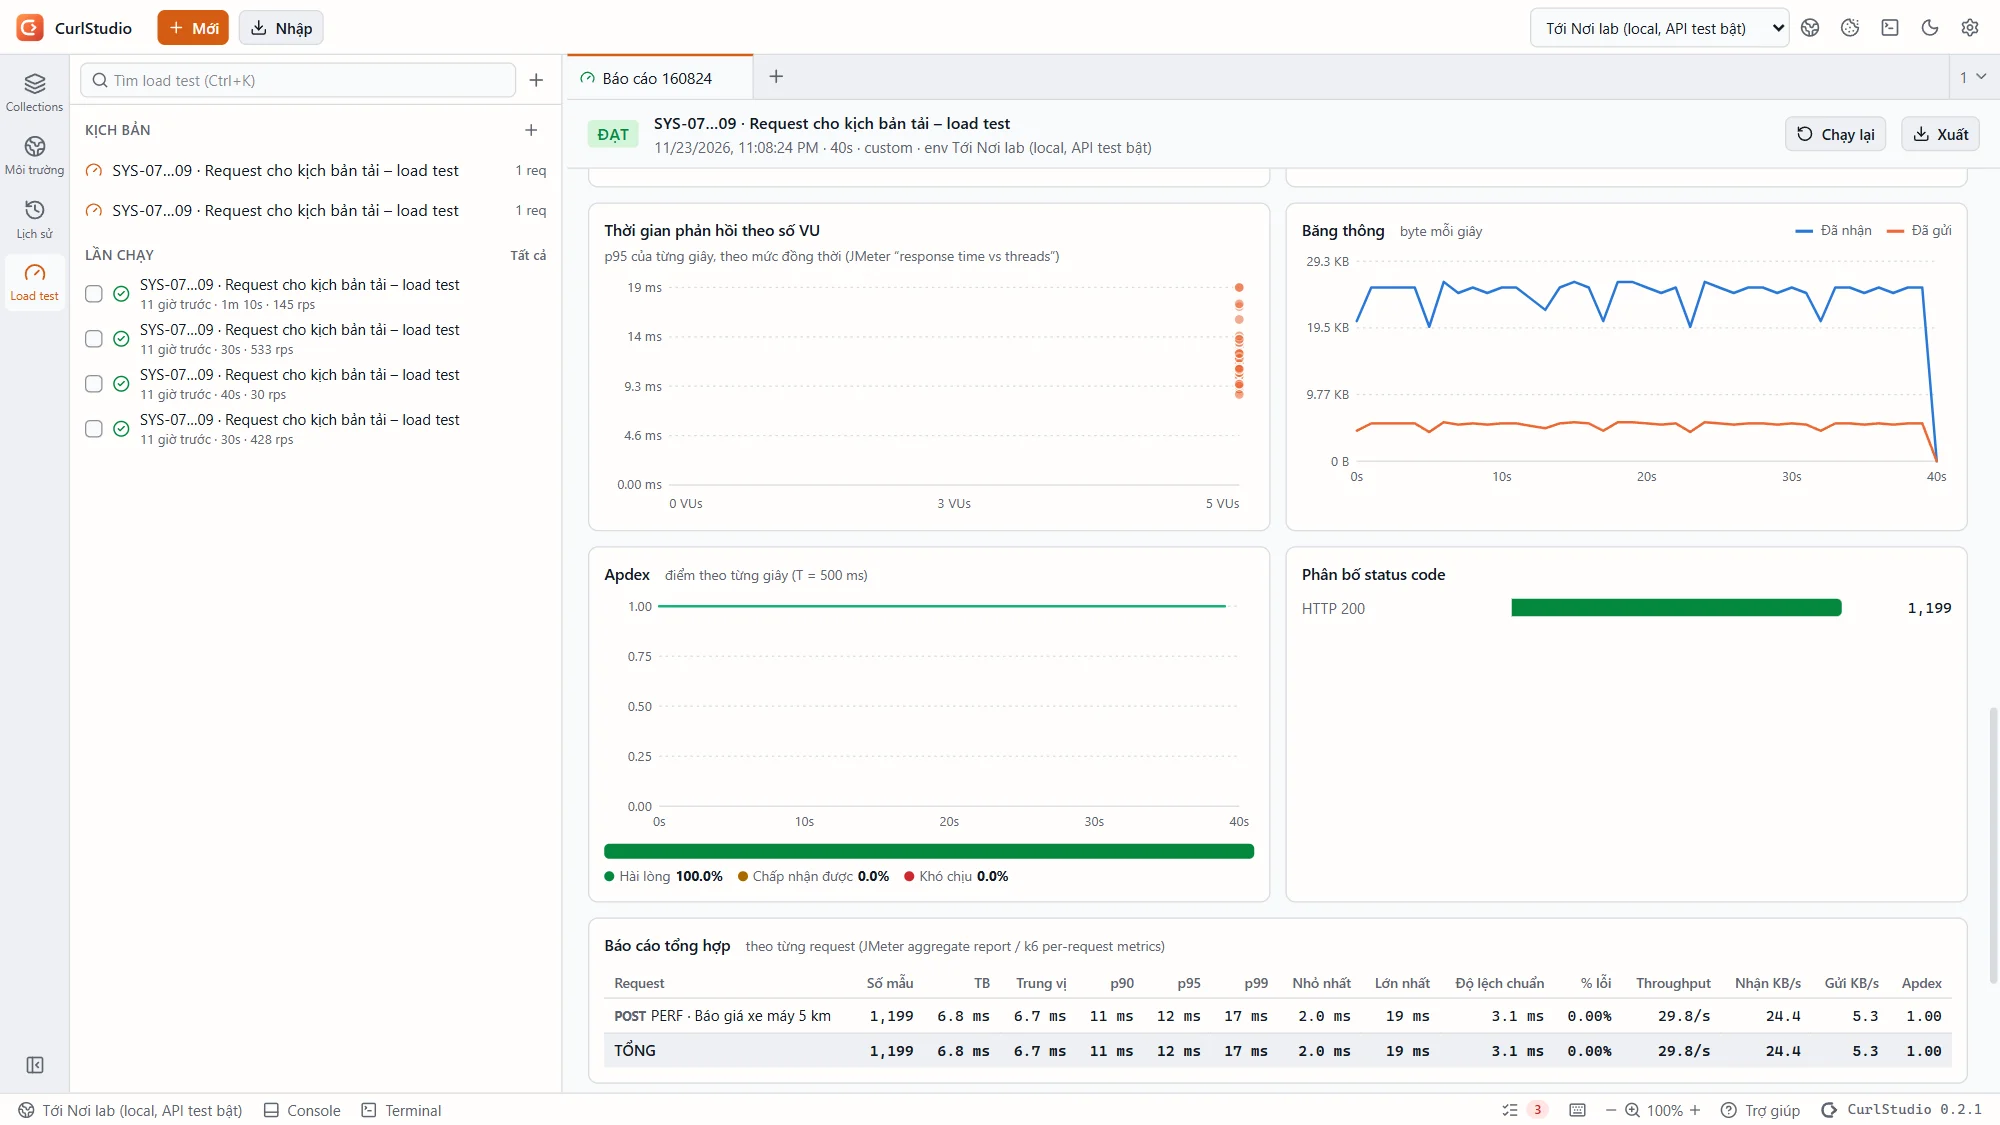 CurlStudio
Mới
Nhập
Tới Nơi lab (local, API test bật)
Collections
Môi trường
Lịch sử
Load test
Tìm load test (Ctrl+K)
KỊCH BẢN
SYS-07...09 · Request cho kịch bản tải – load test
1 req
SYS-07...09 · Request cho kịch bản tải – load test
1 req
LẦN CHẠY
Tất cả
SYS-07...09 · Request cho kịch bản tải – load test
11 giờ trước · 1m 10s · 145 rps
SYS-07...09 · Request cho kịch bản tải – load test
11 giờ trước · 30s · 533 rps
SYS-07...09 · Request cho kịch bản tải – load test
11 giờ trước · 40s · 30 rps
SYS-07...09 · Request cho kịch bản tải – load test
11 giờ trước · 30s · 428 rps
Báo cáo 160824
1
ĐẠT
SYS-07...09 · Request cho kịch bản tải – load test
11/23/2026, 11:08:24 PM · 40s · custom · env Tới Nơi lab (local, API test bật)
Chạy lại
Xuất
Thời gian phản hồi theo số VU
p95 của từng giây, theo mức đồng thời (JMeter “response time vs threads”)
19 ms
14 ms
9.3 ms
4.6 ms
0.00 ms
0 VUs
3 VUs
5 VUs
Băng thông byte mỗi giây
Đã nhận
Đã gửi
29.3 KB
19.5 KB
9.77 KB
0 B
0s
10s
20s
30s
40s
Apdex điểm theo từng giây (T = 500 ms)
1.00
0.75
0.50
0.25
0.00
0s
10s
20s
30s
40s
Hài lòng 100.0%
Chấp nhận được 0.0%
Khó chịu 0.0%
Phân bố status code
HTTP 200
1,199
Báo cáo tổng hợp theo từng request (JMeter aggregate report / k6 per-request metrics)
Request Số mẫu TB Trung vị p90 p95 p99 Nhỏ nhất Lớn nhất Độ lệch chuẩn % lỗi Throughput Nhận KB/s Gửi KB/s Apdex
POST PERF · Báo giá xe máy 5 km 1,199 6.8 ms 6.7 ms 11 ms 12 ms 17 ms 2.0 ms 19 ms 3.1 ms 0.00% 29.8/s 24.4 5.3 1.00
TỔNG 1,199 6.8 ms 6.7 ms 11 ms 12 ms 17 ms 2.0 ms 19 ms 3.1 ms 0.00% 29.8/s 24.4 5.3 1.00
Tới Nơi lab (local, API test bật)
Console
Terminal
3
100%
Trợ giúp
CurlStudio 0.2.1